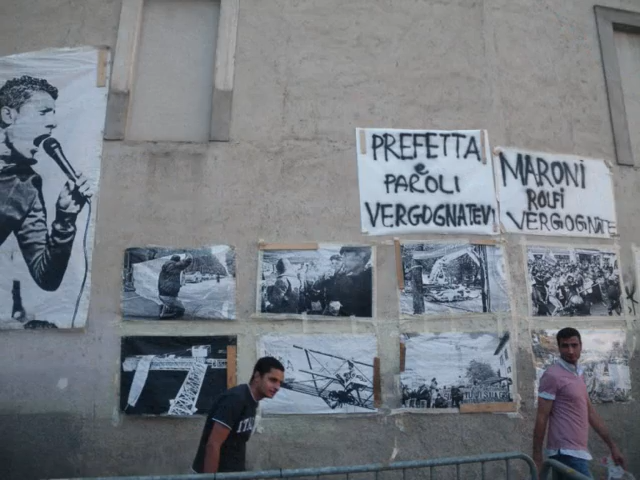 PREFETTA
e
PAROLI
VERGOGNATEVI
MARONI
ROLFI
VERGOGNATE